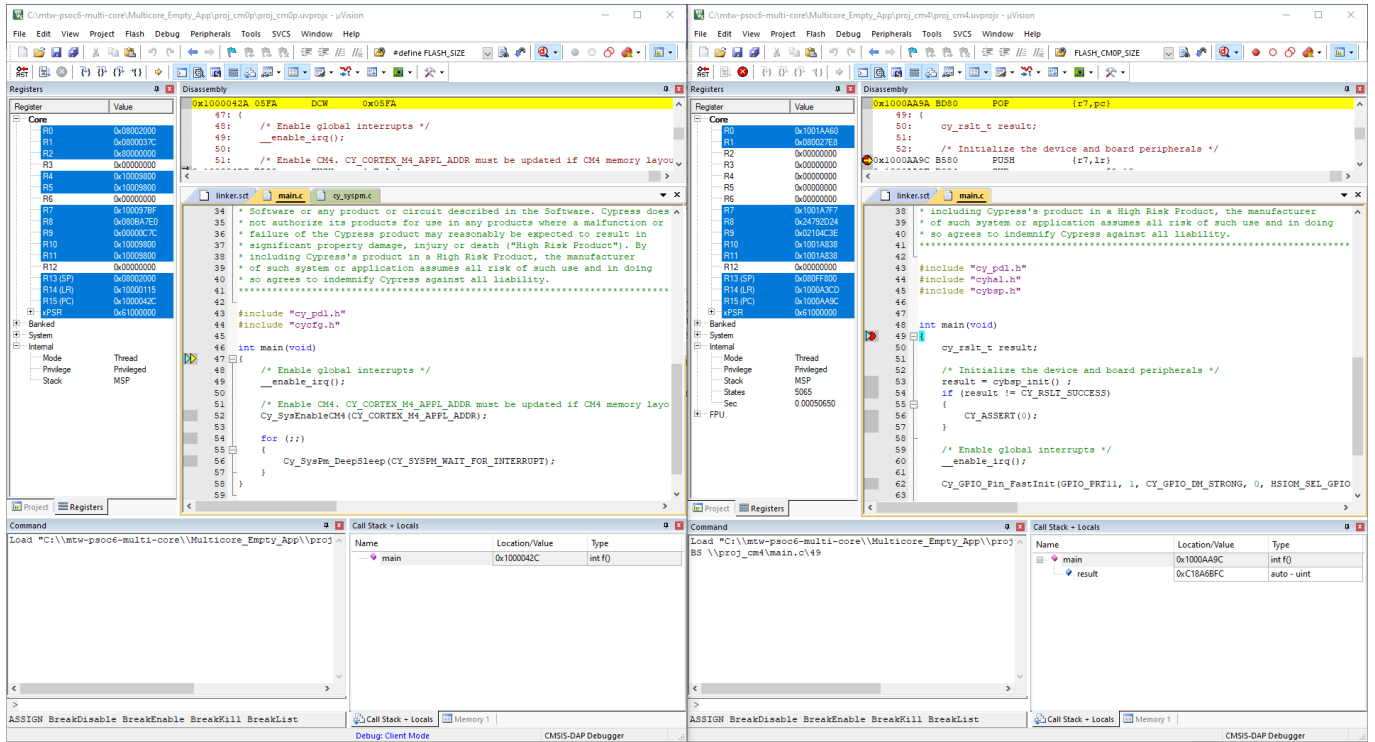 C:\mtw-psoc6-multi-core\Multicore_Empty_App\proj_cm0p\proj_cm0p.uvprojx - µVision
File Edit View Project Flash Debug Peripherals Tools SVCS Window Help
#define FLASH_SIZE
Registers
Register Value
Core
R0 0x08002000
R1 0x0800037C
R2 0x80000000
R3 0x00000000
R4 0x10009800
R5 0x10009800
R6 0x00000000
R7 0x100097BF
R8 0x080BA7E0
R9 0x00000C7C
R10 0x10009800
R11 0x10009800
R12 0x00000000
R13 (SP) 0x08002000
R14 (LR) 0x10000115
R15 (PC) 0x1000042C
xPSR 0x61000000
Banked
System
Internal
Mode Thread
Privilege Privileged
Stack MSP
Project Registers
Disassembly
0x1000042A 05FA DCW 0x05FA
47: {
48: /* Enable global interrupts */
49: __enable_irq();
50:
51: /* Enable CM4. CY_CORTEX_M4_APPL_ADDR must be updated if CM4 memory layou
linker.sct main.c cy_syspm.c
34 * Software or any product or circuit described in the Software. Cypress does
35 * not authorize its products for use in any products where a malfunction or
36 * failure of the Cypress product may reasonably be expected to result in
37 * significant property damage, injury or death ("High Risk Product"). By
38 * including Cypress's product in a High Risk Product, the manufacturer
39 * of such system or application assumes all risk of such use and in doing
40 * so agrees to indemnify Cypress against all liability.
41 ******************************************************************************
42
43 #include "cy_pdl.h"
44 #include "cycfg.h"
45
46 int main(void)
47 {
48 /* Enable global interrupts */
49 __enable_irq();
50
51 /* Enable CM4. CY_CORTEX_M4_APPL_ADDR must be updated if CM4 memory layo
52 Cy_SysEnableCM4(CY_CORTEX_M4_APPL_ADDR);
53
54 for (;;)
55 {
56 Cy_SysPm_DeepSleep(CY_SYSPM_WAIT_FOR_INTERRUPT);
57 }
58 }
59
Command
Load "C:\\mtw-psoc6-multi-core\\Multicore_Empty_App\\proj
>
ASSIGN BreakDisable BreakEnable BreakKill BreakList
Call Stack + Locals
Name Location/Value Type
main 0x1000042C int f()
Call Stack + Locals Memory 1
Debug: Client Mode CMSIS-DAP Debugger
C:\mtw-psoc6-multi-core\Multicore_Empty_App\proj_cm4\proj_cm4.uvprojx - µVision
File Edit View Project Flash Debug Peripherals Tools SVCS Window Help
FLASH_CM0P_SIZE
Registers
Register Value
Core
R0 0x1001AA60
R1 0x080027E8
R2 0x00000000
R3 0x00000000
R4 0x00000000
R5 0x00000000
R6 0x00000000
R7 0x1001A7F7
R8 0x24792D24
R9 0x02104C3E
R10 0x1001A838
R11 0x1001A838
R12 0x00000000
R13 (SP) 0x080FF800
R14 (LR) 0x1000A3CD
R15 (PC) 0x1000AA9C
xPSR 0x61000000
Banked
System
Internal
Mode Thread
Privilege Privileged
Stack MSP
States 5065
Sec 0.00050650
FPU
Project Registers
Disassembly
0x1000AA9A BD80 POP {r7,pc}
49: {
50: cy_rslt_t result;
51:
52: /* Initialize the device and board peripherals */
0x1000AA9C B580 PUSH {r7,lr}
linker.sct main.c
38 * including Cypress's product in a High Risk Product, the manufacturer
39 * of such system or application assumes all risk of such use and in doing
40 * so agrees to indemnify Cypress against all liability.
41 ******************************************************************************
42
43 #include "cy_pdl.h"
44 #include "cyhal.h"
45 #include "cybsp.h"
46
47
48 int main(void)
49 {
50 cy_rslt_t result;
51
52 /* Initialize the device and board peripherals */
53 result = cybsp_init() ;
54 if (result != CY_RSLT_SUCCESS)
55 {
56 CY_ASSERT(0);
57 }
58
59 /* Enable global interrupts */
60 __enable_irq();
61
62 Cy_GPIO_Pin_FastInit(GPIO_PRT11, 1, CY_GPIO_DM_STRONG, 0, HSIOM_SEL_GPIO
63
Command
Load "C:\\mtw-psoc6-multi-core\\Multicore_Empty_App\\proj
BS \\proj_cm4\main.c\49
>
ASSIGN BreakDisable BreakEnable BreakKill BreakList
Call Stack + Locals
Name Location/Value Type
main 0x1000AA9C int f()
result 0xC18A6BFC auto - uint
Call Stack + Locals Memory 1
CMSIS-DAP Debugger